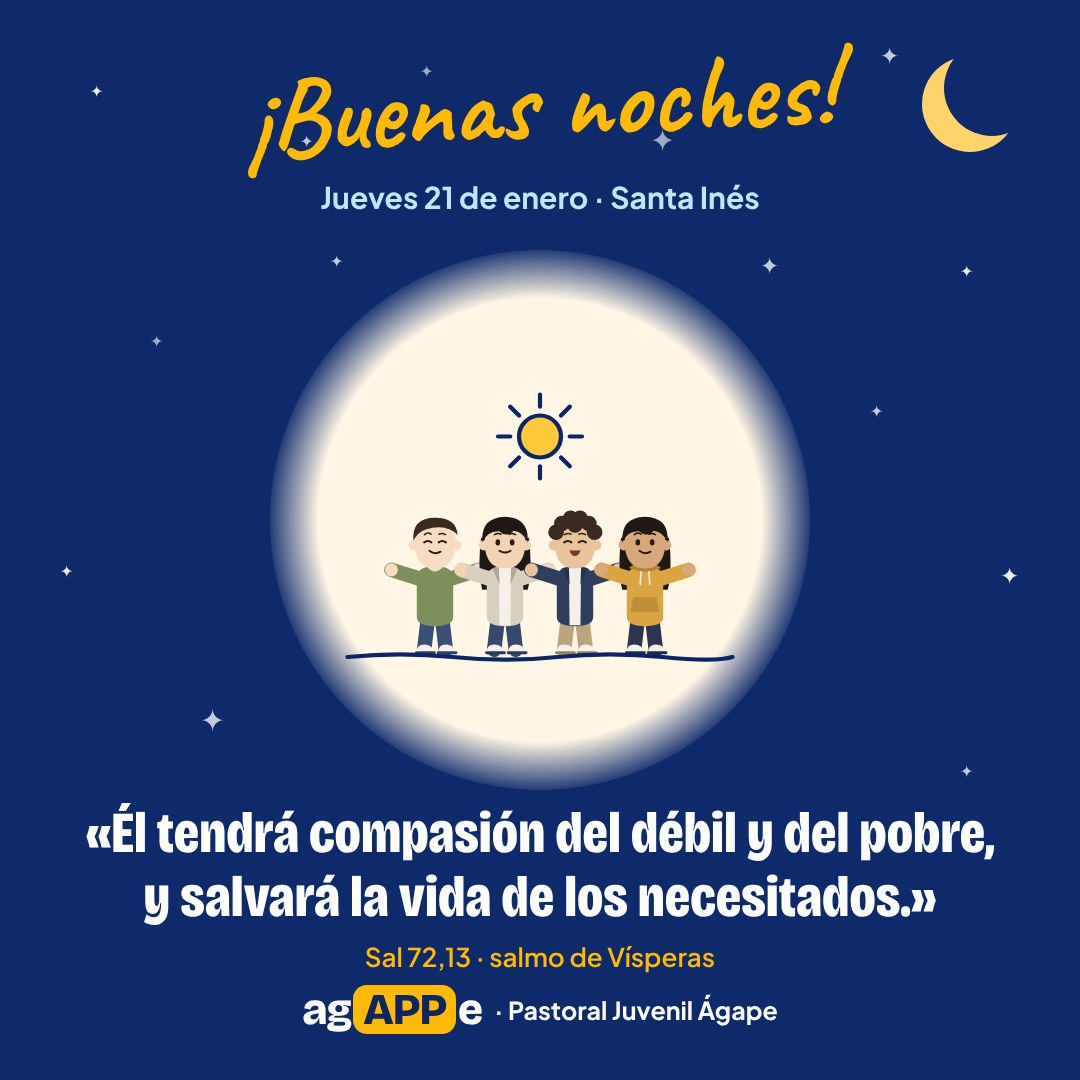 ¡Buenas noches!
Jueves 21 de enero · Santa Inés
«Él tendrá compasión del débil y del pobre,
y salvará la vida de los necesitados.»
Sal 72,13 · salmo de Vísperas
agAPPe · Pastoral Juvenil Ágape